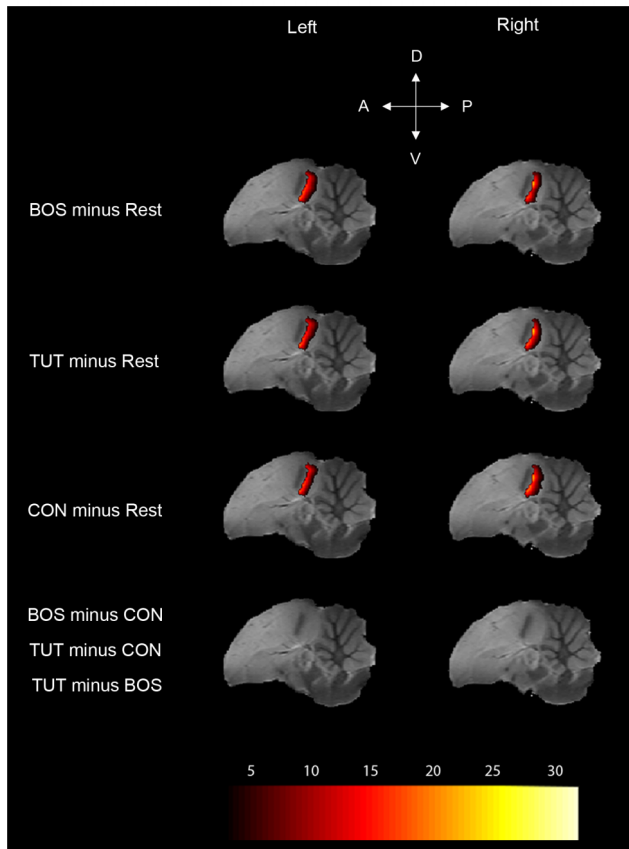 Left Right
D
A P
V
BOS minus Rest
TUT minus Rest
CON minus Rest
BOS minus CON
TUT minus CON
TUT minus BOS
5 10 15 20 25 30